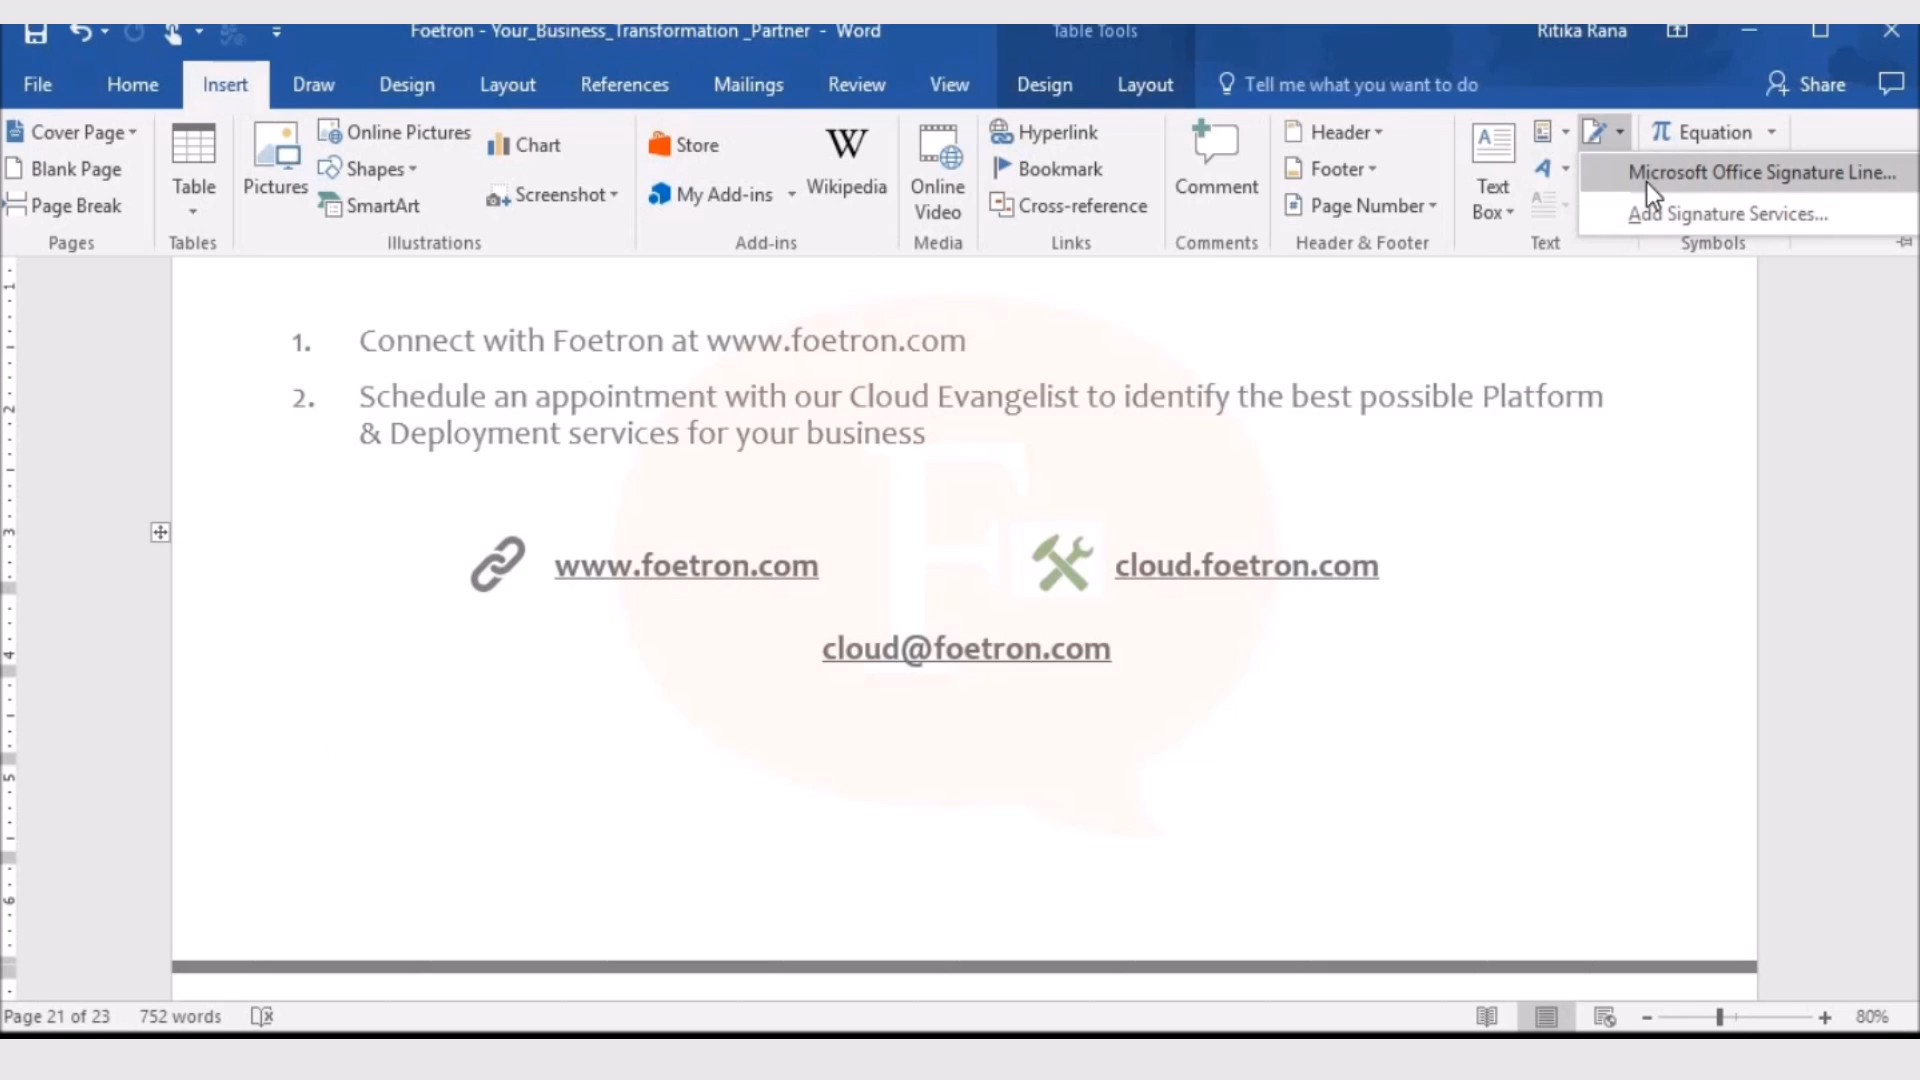 Foetron - Your_Business_Transformation _Partner - Word
Table Tools
Ritika Rana
File Home Insert Draw Design Layout References Mailings Review View Design Layout Tell me what you want to do Share
Cover Page
Blank Page
Page Break
Pages
Table
Tables
Pictures
Online Pictures
Shapes
SmartArt
Chart
Screenshot
Illustrations
Store
My Add-ins
Wikipedia
Add-ins
Online
Video
Media
Hyperlink
Bookmark
Cross-reference
Links
Comment
Comments
Header
Footer
Page Number
Header & Footer
Text
Box
Text
π Equation
Microsoft Office Signature Line...
Add Signature Services...
Symbols
1. Connect with Foetron at www.foetron.com
2. Schedule an appointment with our Cloud Evangelist to identify the best possible Platform
& Deployment services for your business
www.foetron.com
cloud.foetron.com
cloud@foetron.com
Page 21 of 23 752 words 80%